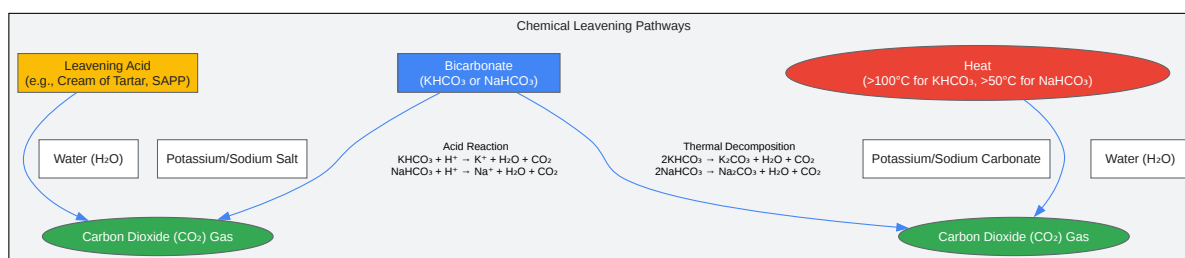 Chemical Leavening Pathways
Leavening Acid
(e.g., Cream of Tartar, SAPP)
Bicarbonate
(KHCO₃ or NaHCO₃)
Heat
(>100°C for KHCO₃, >50°C for NaHCO₃)
Water (H₂O)
Potassium/Sodium Salt
Acid Reaction
KHCO₃ + H⁺ → K⁺ + H₂O + CO₂
NaHCO₃ + H⁺ → Na⁺ + H₂O + CO₂
Thermal Decomposition
2KHCO₃ → K₂CO₃ + H₂O + CO₂
2NaHCO₃ → Na₂CO₃ + H₂O + CO₂
Potassium/Sodium Carbonate
Water (H₂O)
Carbon Dioxide (CO₂) Gas
Carbon Dioxide (CO₂) Gas